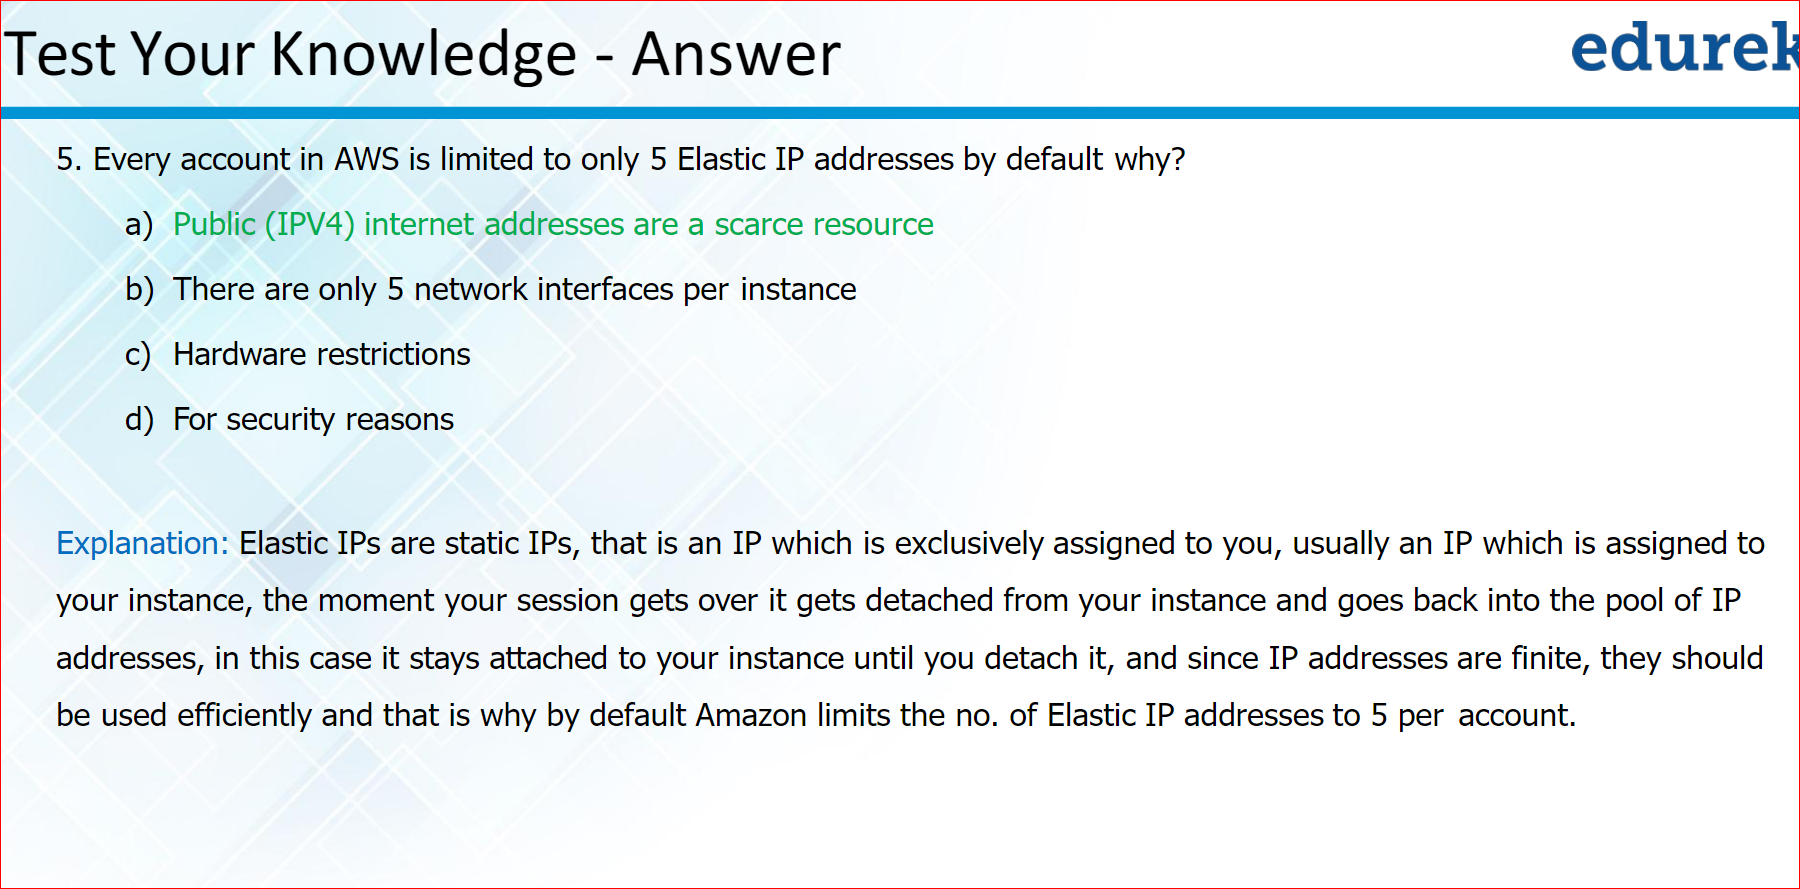 Test Your Knowledge - Answer
edurek
5. Every account in AWS is limited to only 5 Elastic IP addresses by default why?
a) Public (IPV4) internet addresses are a scarce resource
b) There are only 5 network interfaces per instance
c) Hardware restrictions
d) For security reasons
Explanation: Elastic IPs are static IPs, that is an IP which is exclusively assigned to you, usually an IP which is assigned to
your instance, the moment your session gets over it gets detached from your instance and goes back into the pool of IP
addresses, in this case it stays attached to your instance until you detach it, and since IP addresses are finite, they should
be used efficiently and that is why by default Amazon limits the no. of Elastic IP addresses to 5 per account.